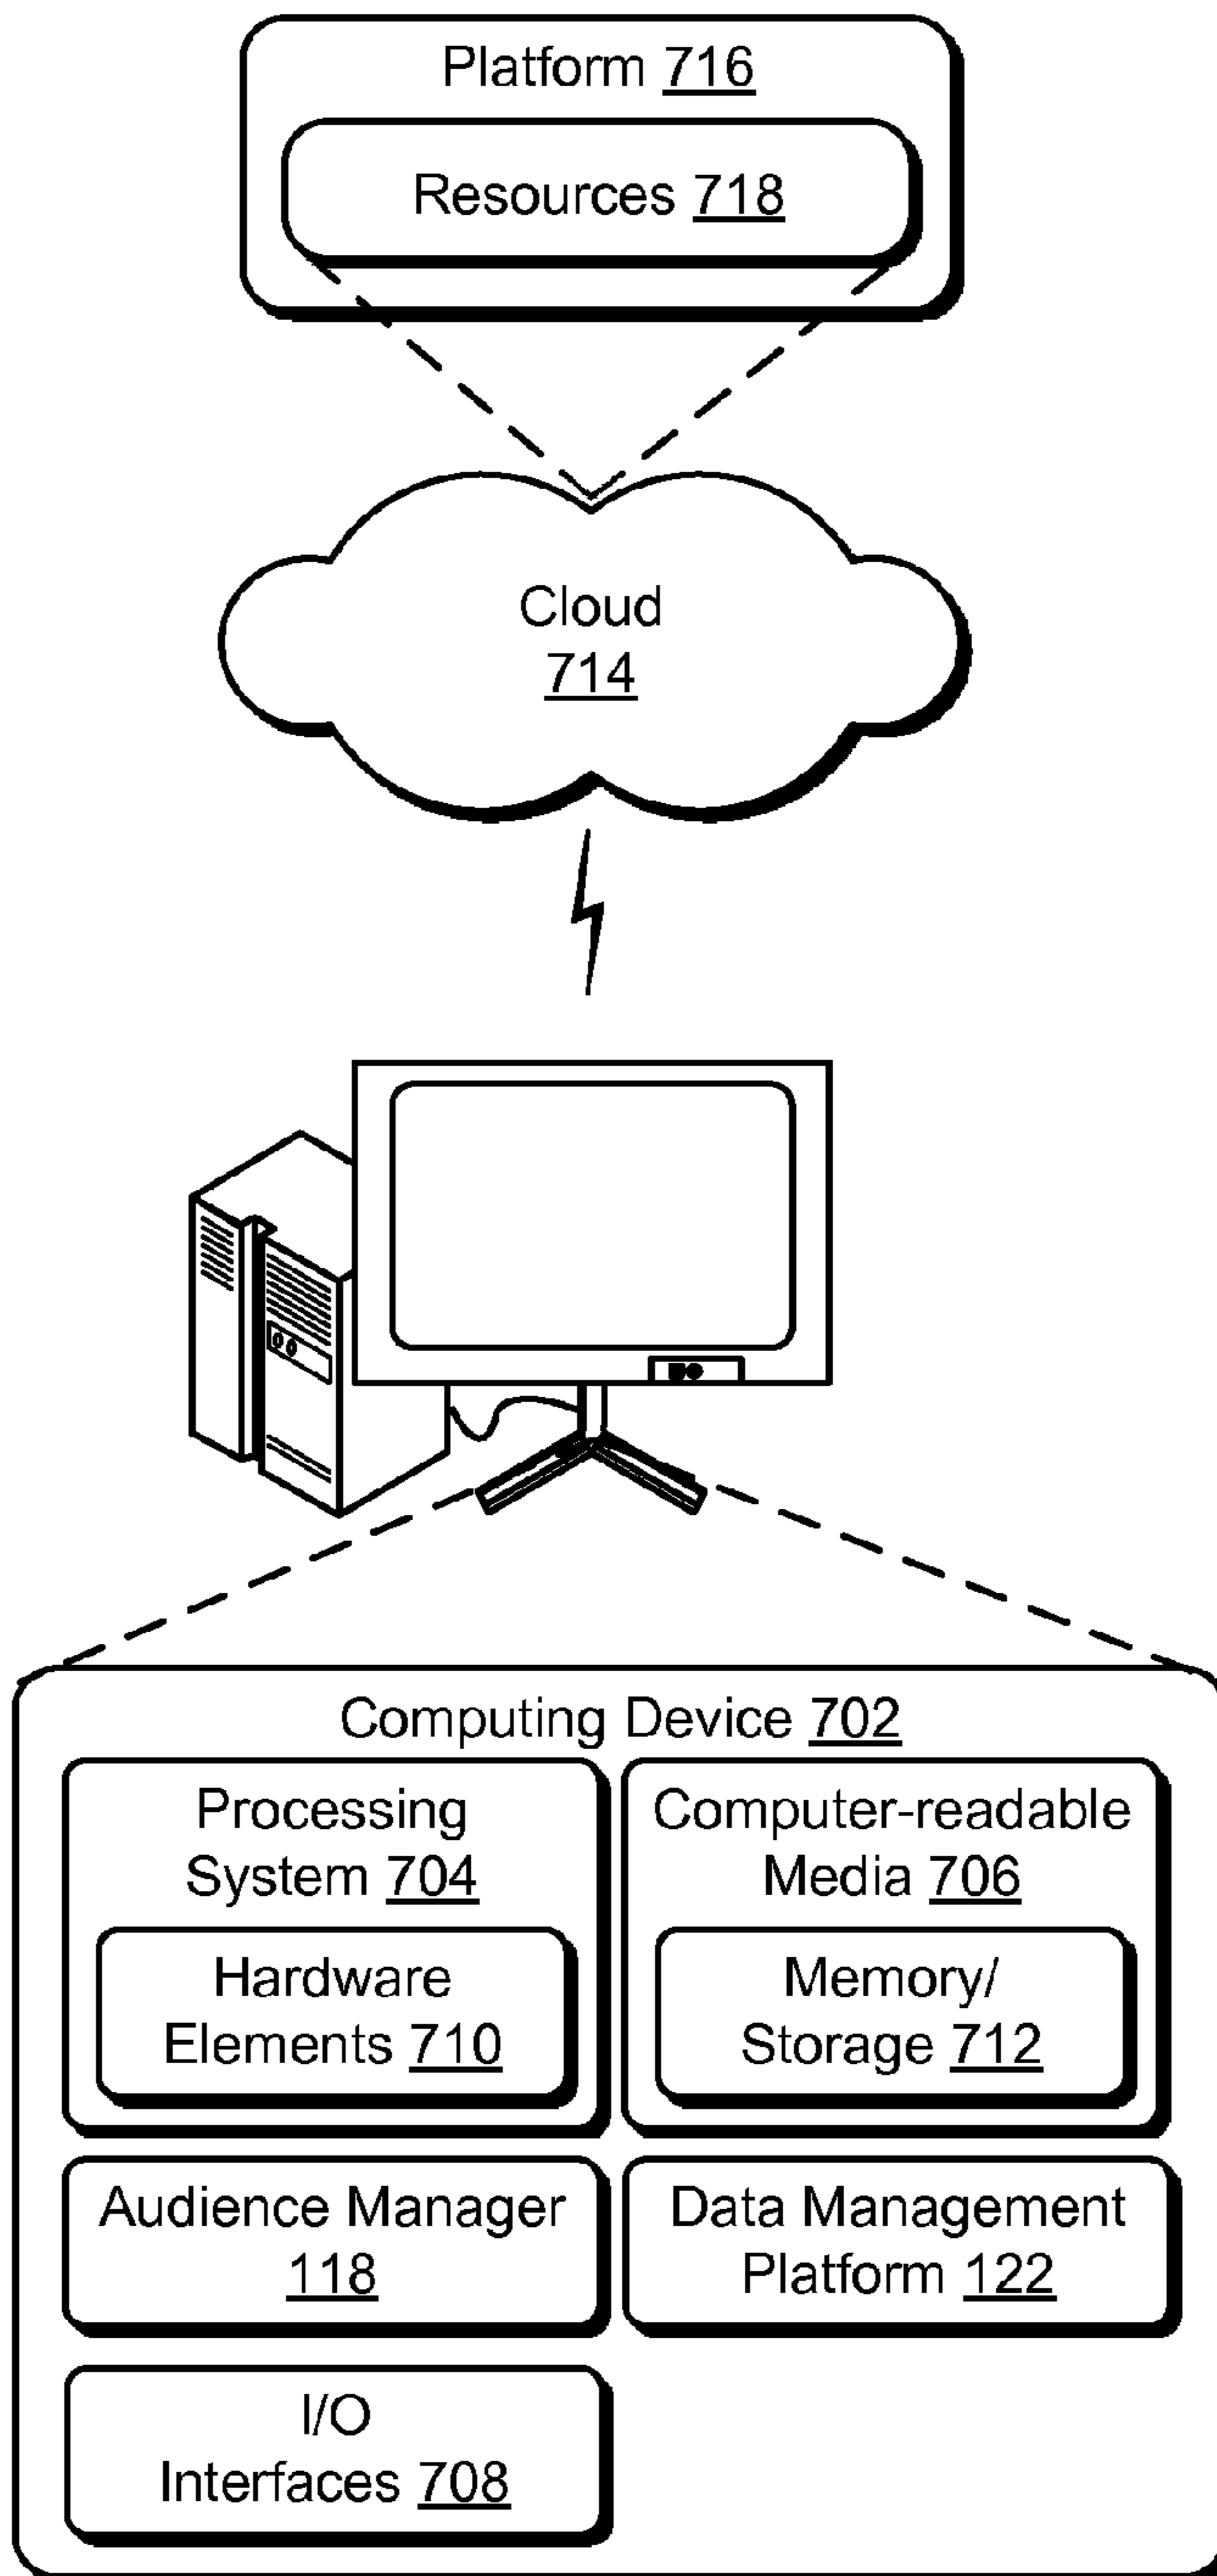 Platform 716
Resources 718
Cloud
714
Computing Device 702
Processing
System 704
Hardware
Elements 710
Computer-readable
Media 706
Memory/
Storage 712
Audience Manager
118
Data Management
Platform 122
I/O
Interfaces 708